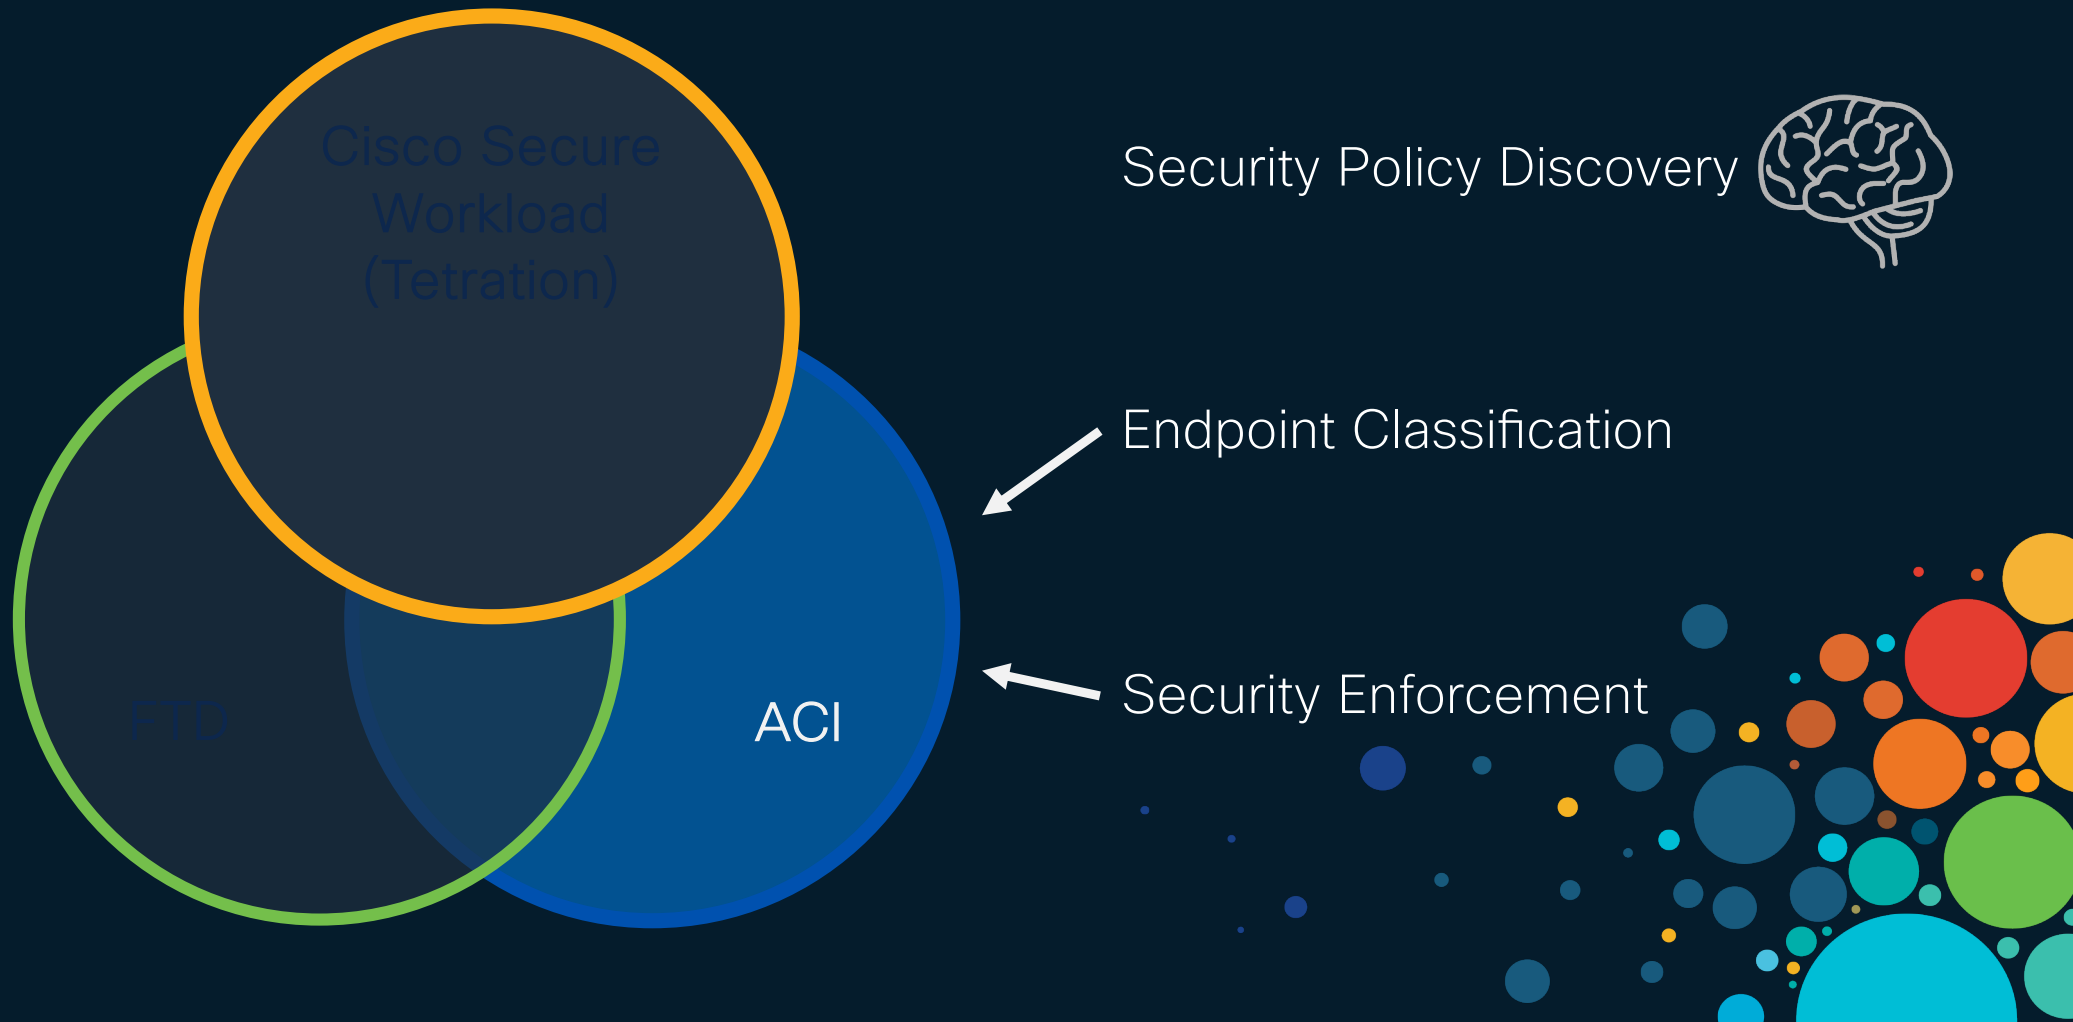 Cisco Secure
Workload
(Tetration)
Security Policy Discovery
Endpoint Classification
Security Enforcement
FTD
ACI